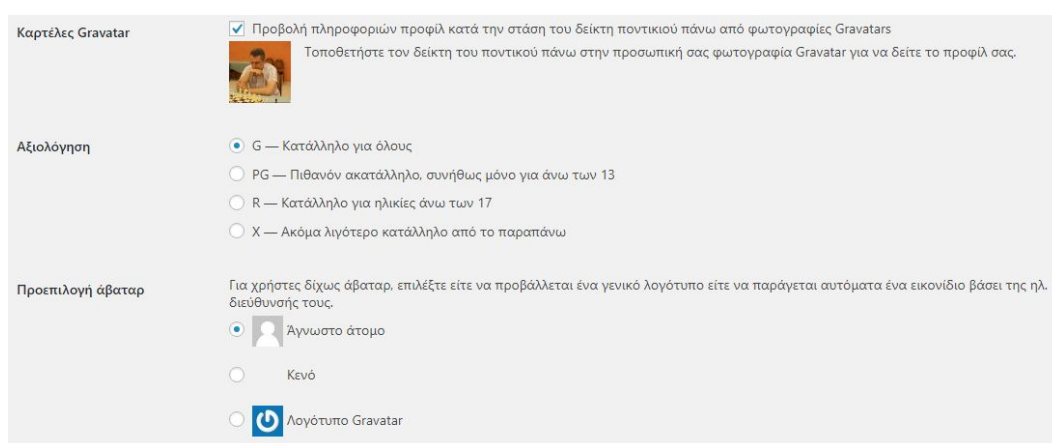 Καρτέλες Gravatar
Προβολή πληροφοριών προφίλ κατά την στάση του δείκτη ποντικιού πάνω από φωτογραφίες Gravatars
Τοποθετήστε τον δείκτη του ποντικού πάνω στην προσωπική σας φωτογραφία Gravatar για να δείτε το προφίλ σας.
Αξιολόγηση
G — Κατάλληλο για όλους
PG — Πιθανόν ακατάλληλο, συνήθως μόνο για άνω των 13
R — Κατάλληλο για ηλικίες άνω των 17
X — Ακόμα λιγότερο κατάλληλο από το παραπάνω
Προεπιλογή άβαταρ
Για χρήστες δίχως άβαταρ, επιλέξτε είτε να προβάλλεται ένα γενικό λογότυπο είτε να παράγεται αυτόματα ένα εικονίδιο βάσει της ηλ.
διεύθυνσής τους.
Άγνωστο άτομο
Κενό
Λογότυπο Gravatar